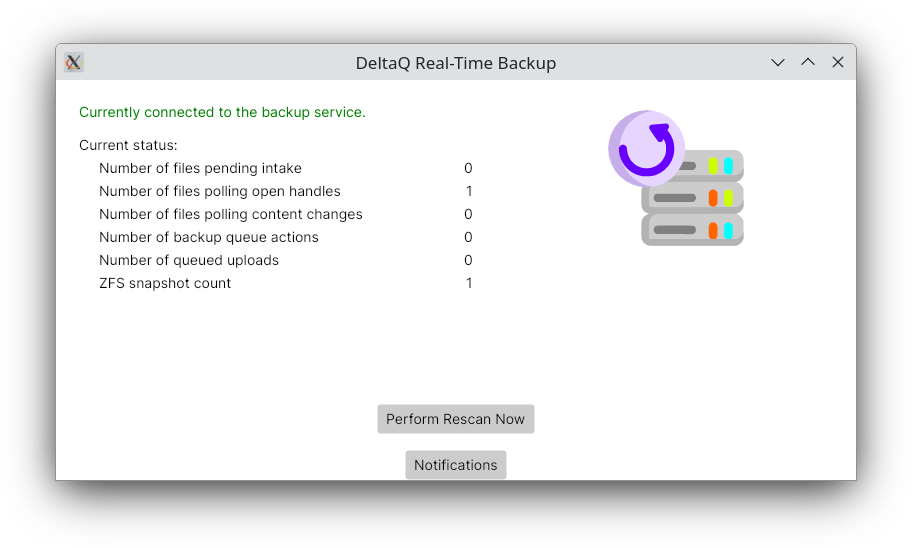 DeltaQ Real-Time Backup
Currently connected to the backup service.
Current status:
Number of files pending intake 0
Number of files polling open handles 1
Number of files polling content changes 0
Number of backup queue actions 0
Number of queued uploads 0
ZFS snapshot count 1
Perform Rescan Now
Notifications